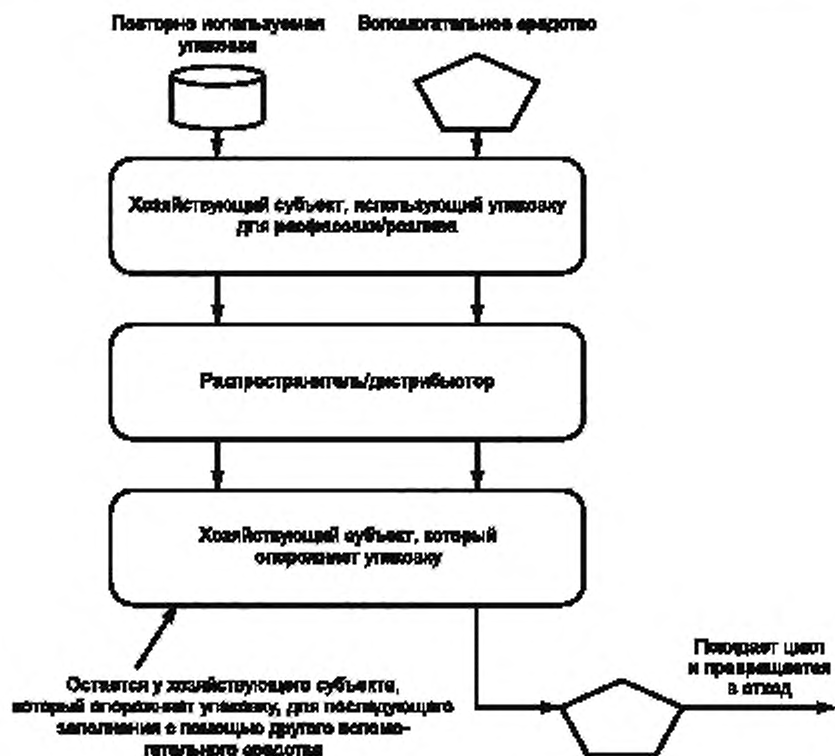 Повторно используемая
упаковка
Вспомогательное средство
Хозяйствующий субъект, использующий упаковку
для расфасовки/розлива
Распространитель/дистрибьютор
Хозяйствующий субъект, который
опорожняет упаковку
Остается у хозяйствующего субъекта,
который опорожняет упаковку, для последующего
заполнения с помощью другого вспомо-
гательного средства
Покидает цикл
и превращается
в отход